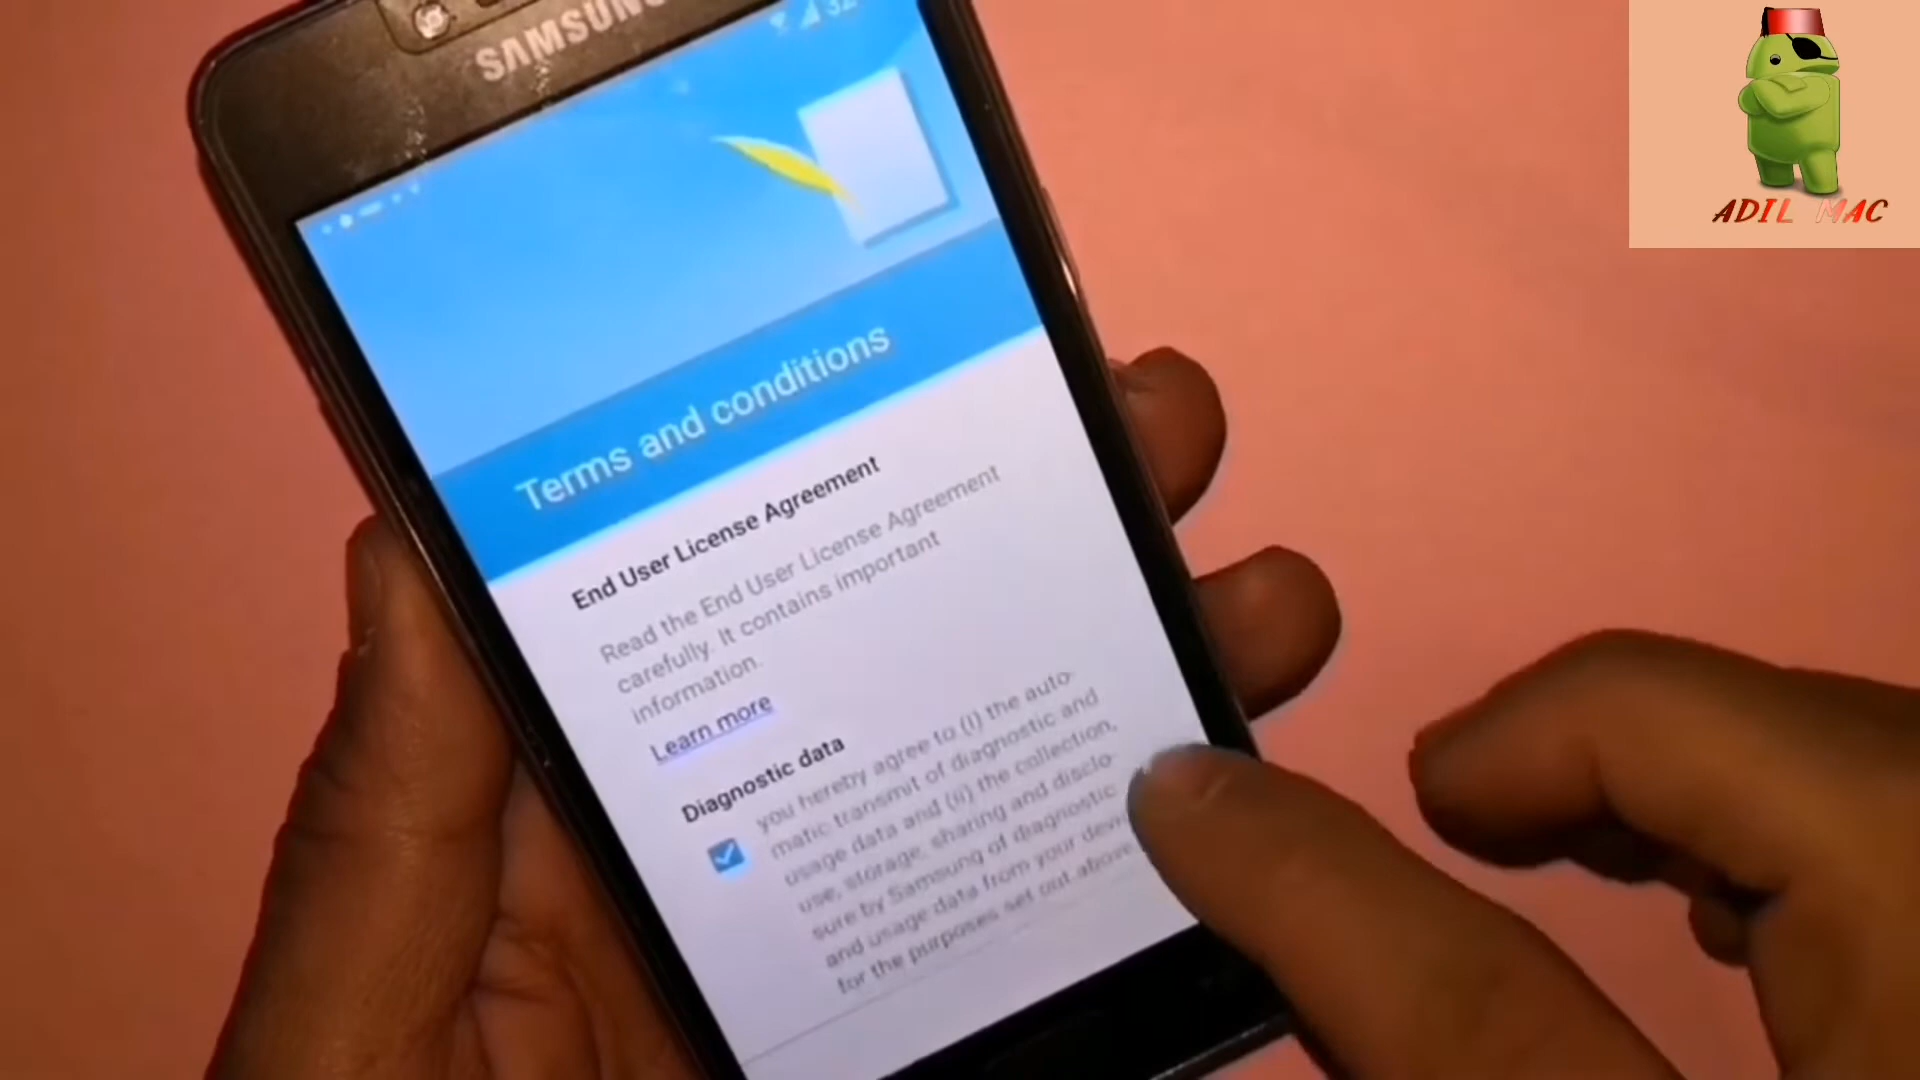 SAMSUNG
Terms and conditions
End User License Agreement
Read the End User License Agreement
carefully. It contains important
information.
Learn more
Diagnostic data
you hereby agree to (I) the auto-
matic transmit of diagnostic and
usage data and (ii) the collection,
use, storage, sharing and disclo-
sure by Samsung of diagnostic
and usage data from your
for the purposes set out above.
ADIL MAC